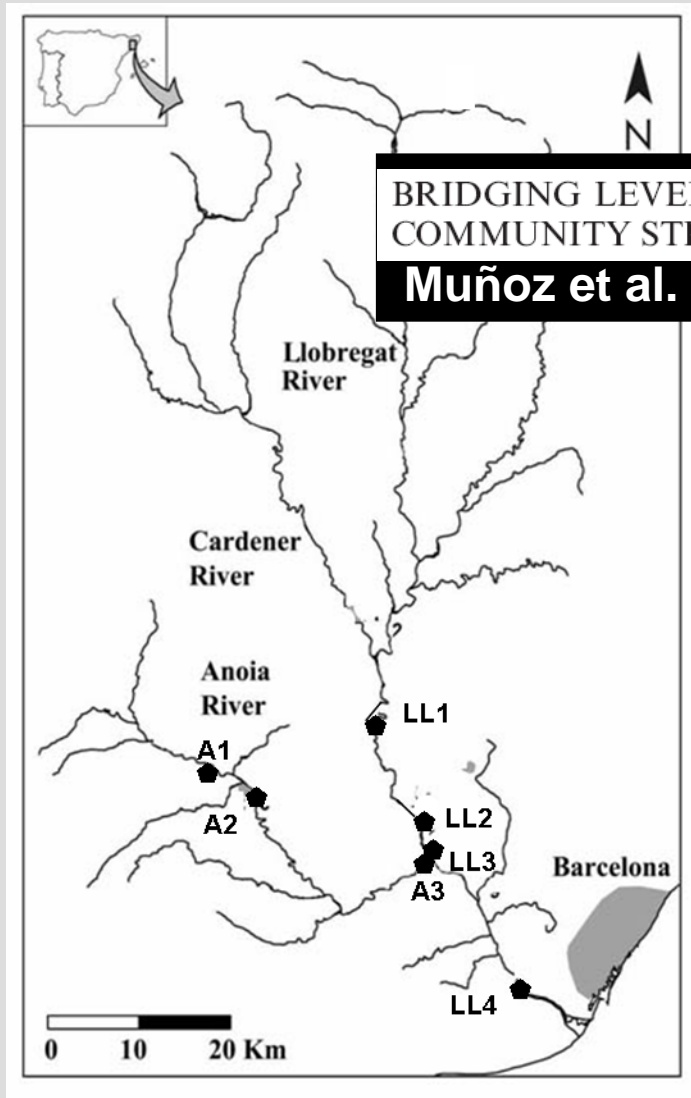 N
BRIDGING LEVE
COMMUNITY STR
Muñoz et al.
Llobregat
River
Cardener
River
Anoia
River
LL1
A1
A2
LL2
LL3
A3
Barcelona
LL4
0 10 20 Km